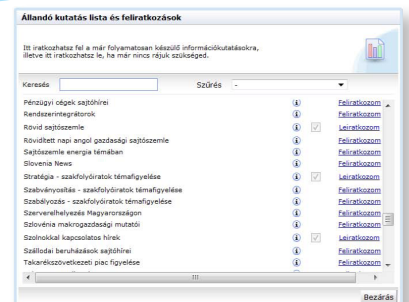 Állandó kutatás lista és feliratkozások
Itt iratkozhatsz fel a már folyamatosan készülő információkutatásokra,
illetve itt iratkozhatsz le, ha már nincs rájuk szükséged.
Keresés Szűrés -
Pénzügyi cégek sajtóhírei Feliratkozom
Rendszerintegrátorok Feliratkozom
Rövid sajtószemle Leiratkozom
Rövidített napi angol gazdasági sajtószemle Feliratkozom
Sajtószemle energia témában Feliratkozom
Slovenia News Feliratkozom
Stratégia - szakfolyóiratok témafigyelése Leiratkozom
Szabványosítás - szakfolyóiratok témafigyelése Feliratkozom
Szabályozás - szakfolyóiratok témafigyelése Feliratkozom
Szerverelhelyezés Magyarországon Feliratkozom
Szlovénia makrogazdasági mutatói Feliratkozom
Szolnokkal kapcsolatos hírek Leiratkozom
Szállodai beruházások sajtóhírei Feliratkozom
Takarékszövetkezeti piac figyelése Feliratkozom
Bezárás